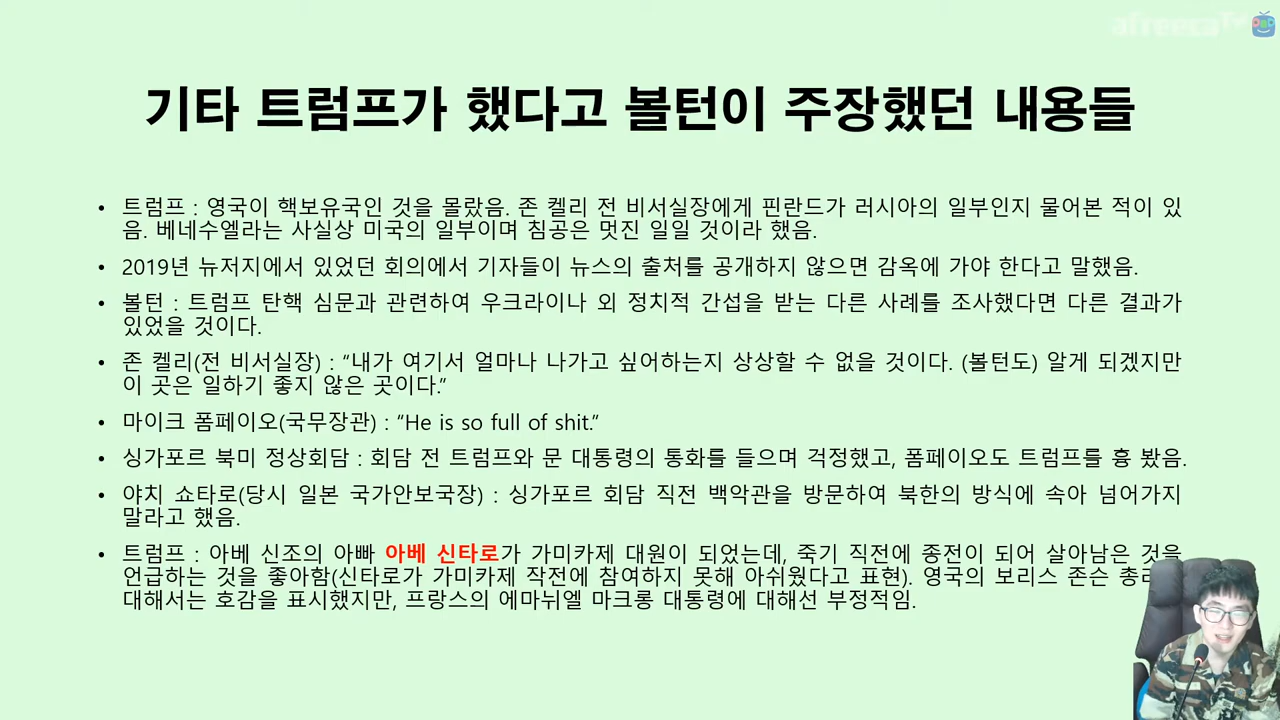 afreecaTV
기타 트럼프가 했다고 볼턴이 주장했던 내용들
• 트럼프 : 영국이 핵보유국인 것을 몰랐음. 존 켈리 전 비서실장에게 핀란드가 러시아의 일부인지 물어본 적이 있
음. 베네수엘라는 사실상 미국의 일부이며 침공은 멋진 일일 것이라 했음.
• 2019년 뉴저지에서 있었던 회의에서 기자들이 뉴스의 출처를 공개하지 않으면 감옥에 가야 한다고 말했음.
• 볼턴 : 트럼프 탄핵 심문과 관련하여 우크라이나 외 정치적 간섭을 받는 다른 사례를 조사했다면 다른 결과가
있었을 것이다.
• 존 켈리(전 비서실장) : “내가 여기서 얼마나 나가고 싶어하는지 상상할 수 없을 것이다. (볼턴도) 알게 되겠지만
이 곳은 일하기 좋지 않은 곳이다.”
• 마이크 폼페이오(국무장관) : “He is so full of shit.”
• 싱가포르 북미 정상회담 : 회담 전 트럼프와 문 대통령의 통화를 들으며 걱정했고, 폼페이오도 트럼프를 흉 봤음.
• 야치 쇼타로(당시 일본 국가안보국장) : 싱가포르 회담 직전 백악관을 방문하여 북한의 방식에 속아 넘어가지
말라고 했음.
• 트럼프 : 아베 신조의 아빠 아베 신타로가 가미카제 대원이 되었는데, 죽기 직전에 종전이 되어 살아남은 것을
언급하는 것을 좋아함(신타로가 가미카제 작전에 참여하지 못해 아쉬웠다고 표현). 영국의 보리스 존슨
대해서는 호감을 표시했지만, 프랑스의 에마뉘엘 마크롱 대통령에 대해선 부정적임.